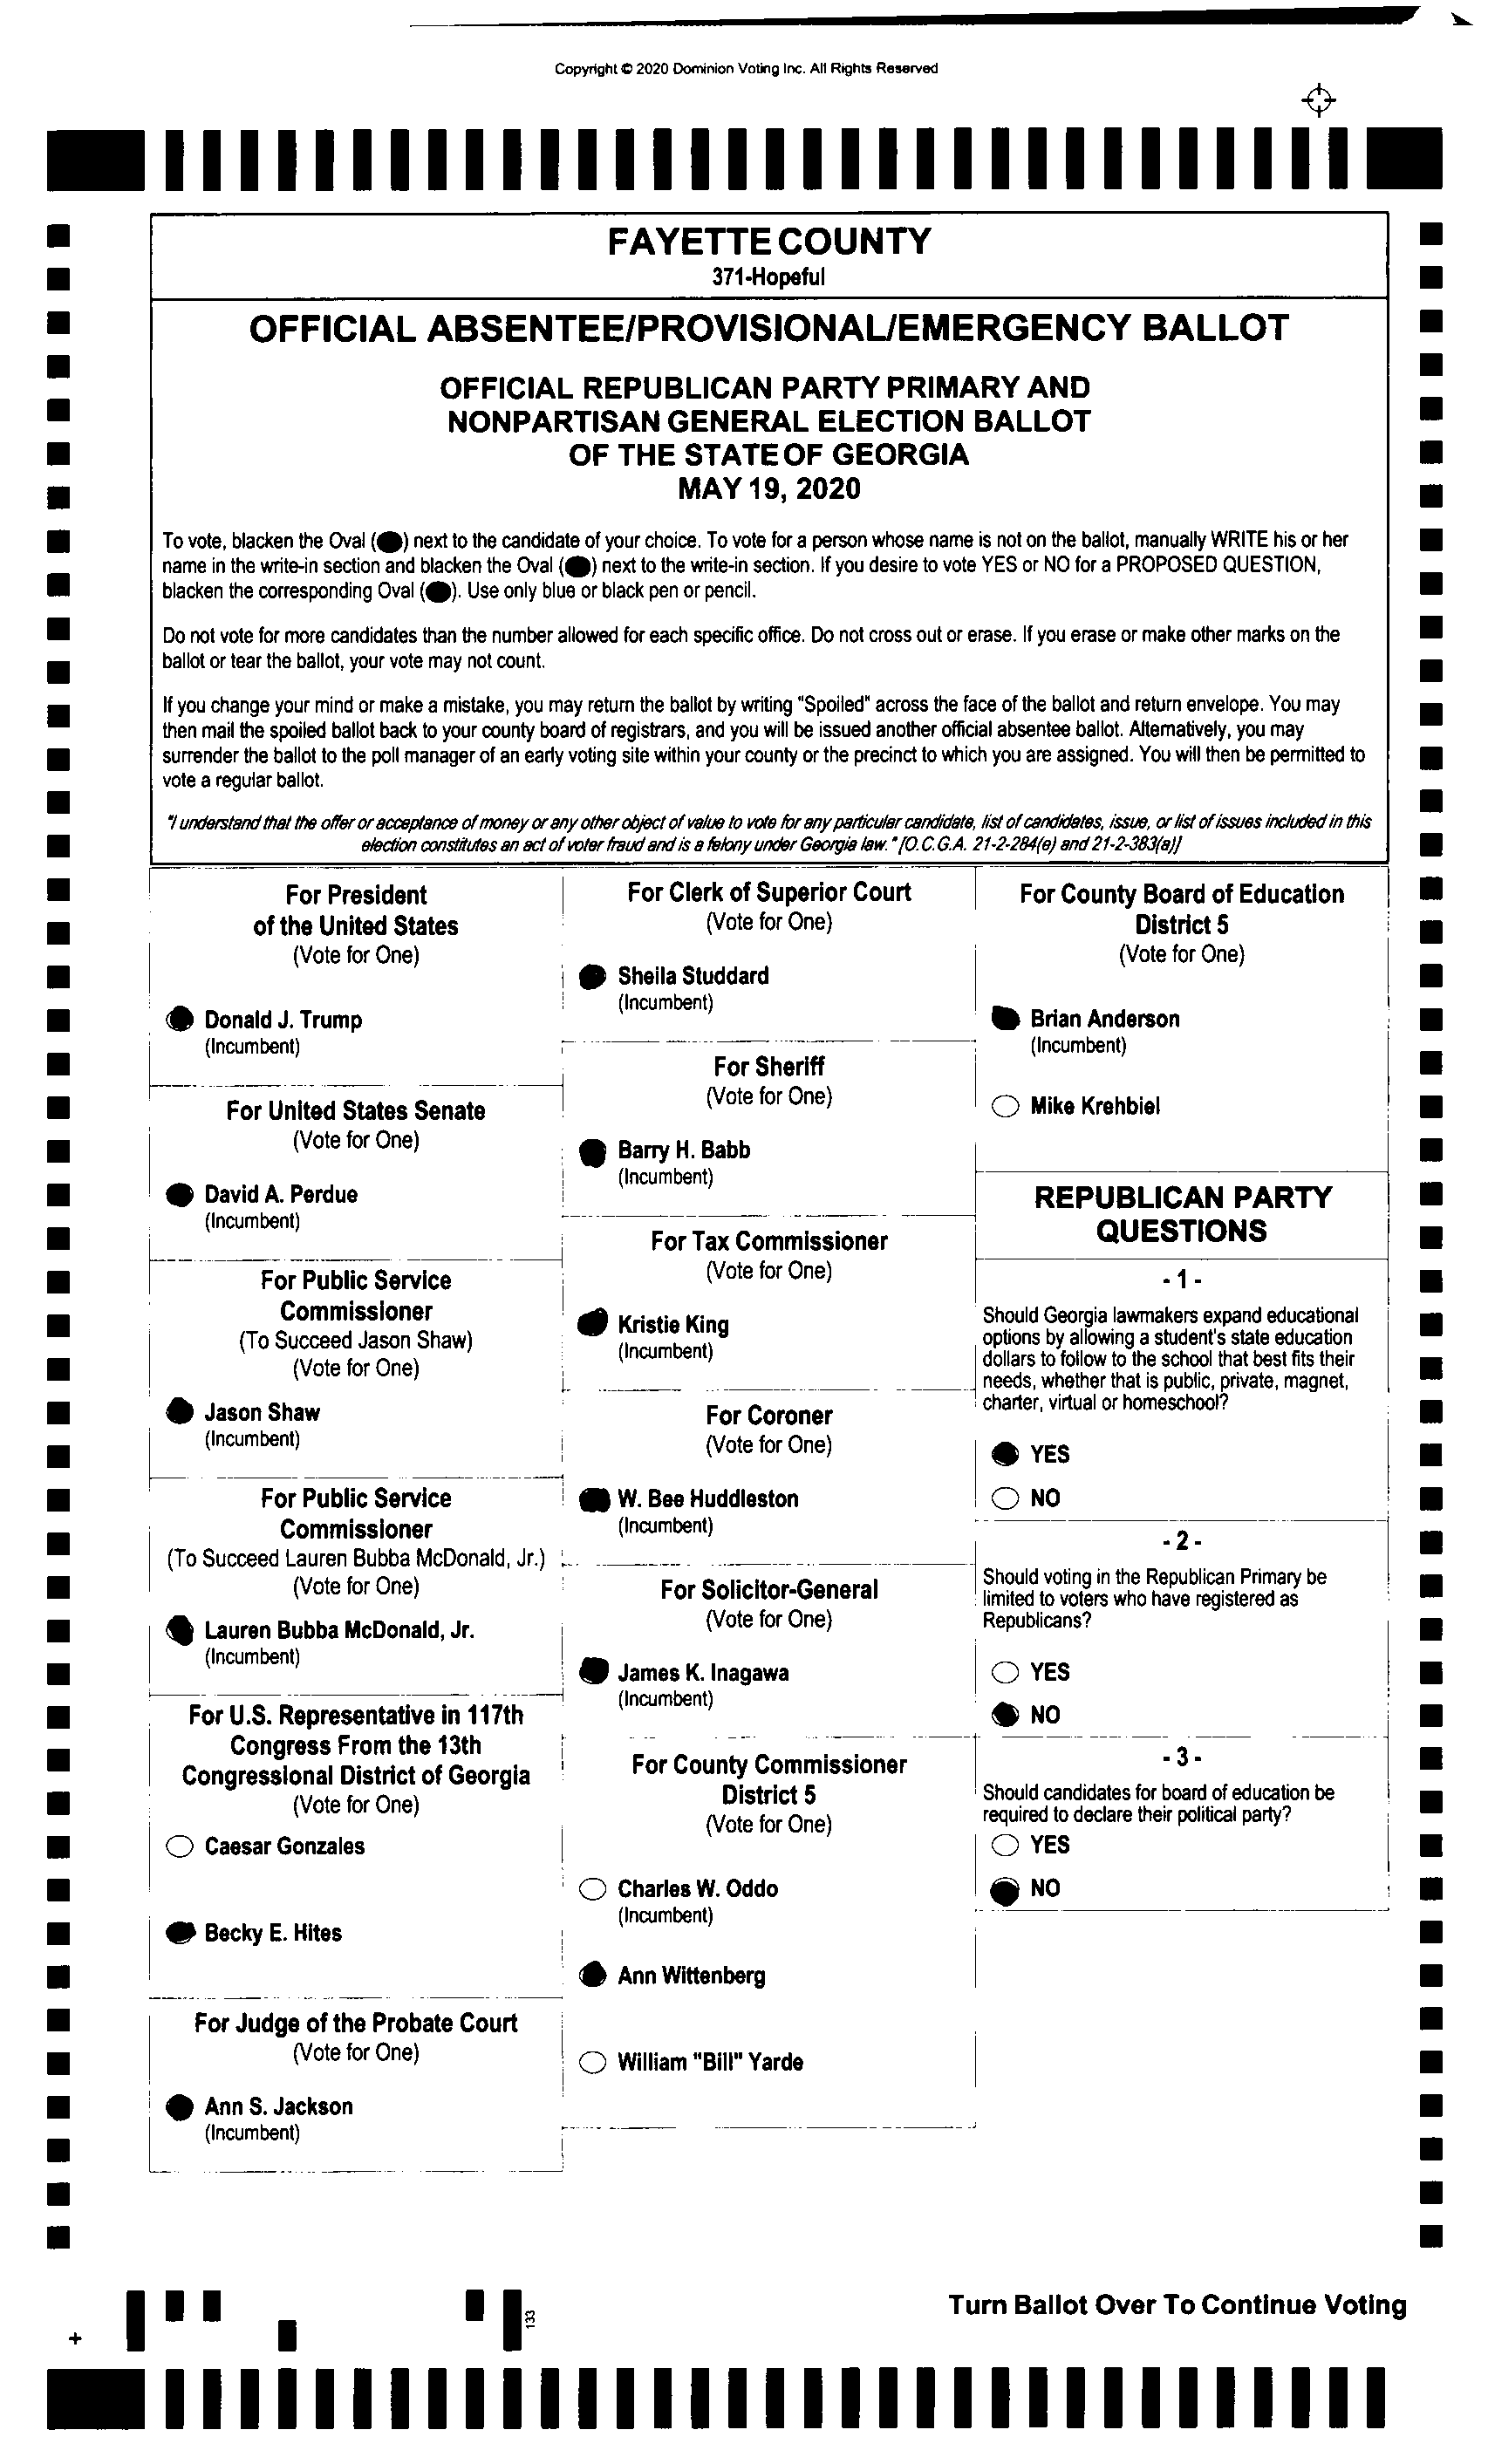 Copyright © 2020 Dominion Voting Inc. All Rights Reserved
FAYETTE COUNTY
371-Hopeful
OFFICIAL ABSENTEE/PROVISIONAL/EMERGENCY BALLOT
OFFICIAL REPUBLICAN PARTY PRIMARY AND
NONPARTISAN GENERAL ELECTION BALLOT
OF THE STATE OF GEORGIA
MAY 19, 2020
To vote, blacken the Oval ( ) next to the candidate of your choice. To vote for a person whose name is not on the ballot, manually WRITE his or her
name in the write-in section and blacken the Oval ( ) next to the write-in section. If you desire to vote YES or NO for a PROPOSED QUESTION,
blacken the corresponding Oval ( ). Use only blue or black pen or pencil.
Do not vote for more candidates than the number allowed for each specific office. Do not cross out or erase. If you erase or make other marks on the
ballot or tear the ballot, your vote may not count.
If you change your mind or make a mistake, you may return the ballot by writing "Spoiled" across the face of the ballot and return envelope. You may
then mail the spoiled ballot back to your county board of registrars, and you will be issued another official absentee ballot. Alternatively, you may
surrender the ballot to the poll manager of an early voting site within your county or the precinct to which you are assigned. You will then be permitted to
vote a regular ballot.
"I understand that the offer or acceptance of money or any other object of value to vote for any particular candidate, list of candidates, issue, or list of issues included in this
election constitutes an act of voter fraud and is a felony under Georgia law." [O.C.G.A. 21-2-284(e) and 21-2-383(a)]
For President
of the United States
(Vote for One)
Donald J. Trump
(Incumbent)
For United States Senate
(Vote for One)
David A. Perdue
(Incumbent)
For Public Service
Commissioner
(To Succeed Jason Shaw)
(Vote for One)
Jason Shaw
(Incumbent)
For Public Service
Commissioner
(To Succeed Lauren Bubba McDonald, Jr.)
(Vote for One)
Lauren Bubba McDonald, Jr.
(Incumbent)
For U.S. Representative in 117th
Congress From the 13th
Congressional District of Georgia
(Vote for One)
Caesar Gonzales
Becky E. Hites
For Judge of the Probate Court
(Vote for One)
Ann S. Jackson
(Incumbent)
For Clerk of Superior Court
(Vote for One)
Sheila Studdard
(Incumbent)
For Sheriff
(Vote for One)
Barry H. Babb
(Incumbent)
For Tax Commissioner
(Vote for One)
Kristie King
(Incumbent)
For Coroner
(Vote for One)
W. Bee Huddleston
(Incumbent)
For Solicitor-General
(Vote for One)
James K. Inagawa
(Incumbent)
For County Commissioner
District 5
(Vote for One)
Charles W. Oddo
(Incumbent)
Ann Wittenberg
William "Bill" Yarde
For County Board of Education
District 5
(Vote for One)
Brian Anderson
(Incumbent)
Mike Krehbiel
REPUBLICAN PARTY
QUESTIONS
- 1 -
Should Georgia lawmakers expand educational
options by allowing a student's state education
dollars to follow to the school that best fits their
needs, whether that is public, private, magnet,
charter, virtual or homeschool?
YES
NO
- 2 -
Should voting in the Republican Primary be
limited to voters who have registered as
Republicans?
YES
NO
- 3 -
Should candidates for board of education be
required to declare their political party?
YES
NO
133
Turn Ballot Over To Continue Voting